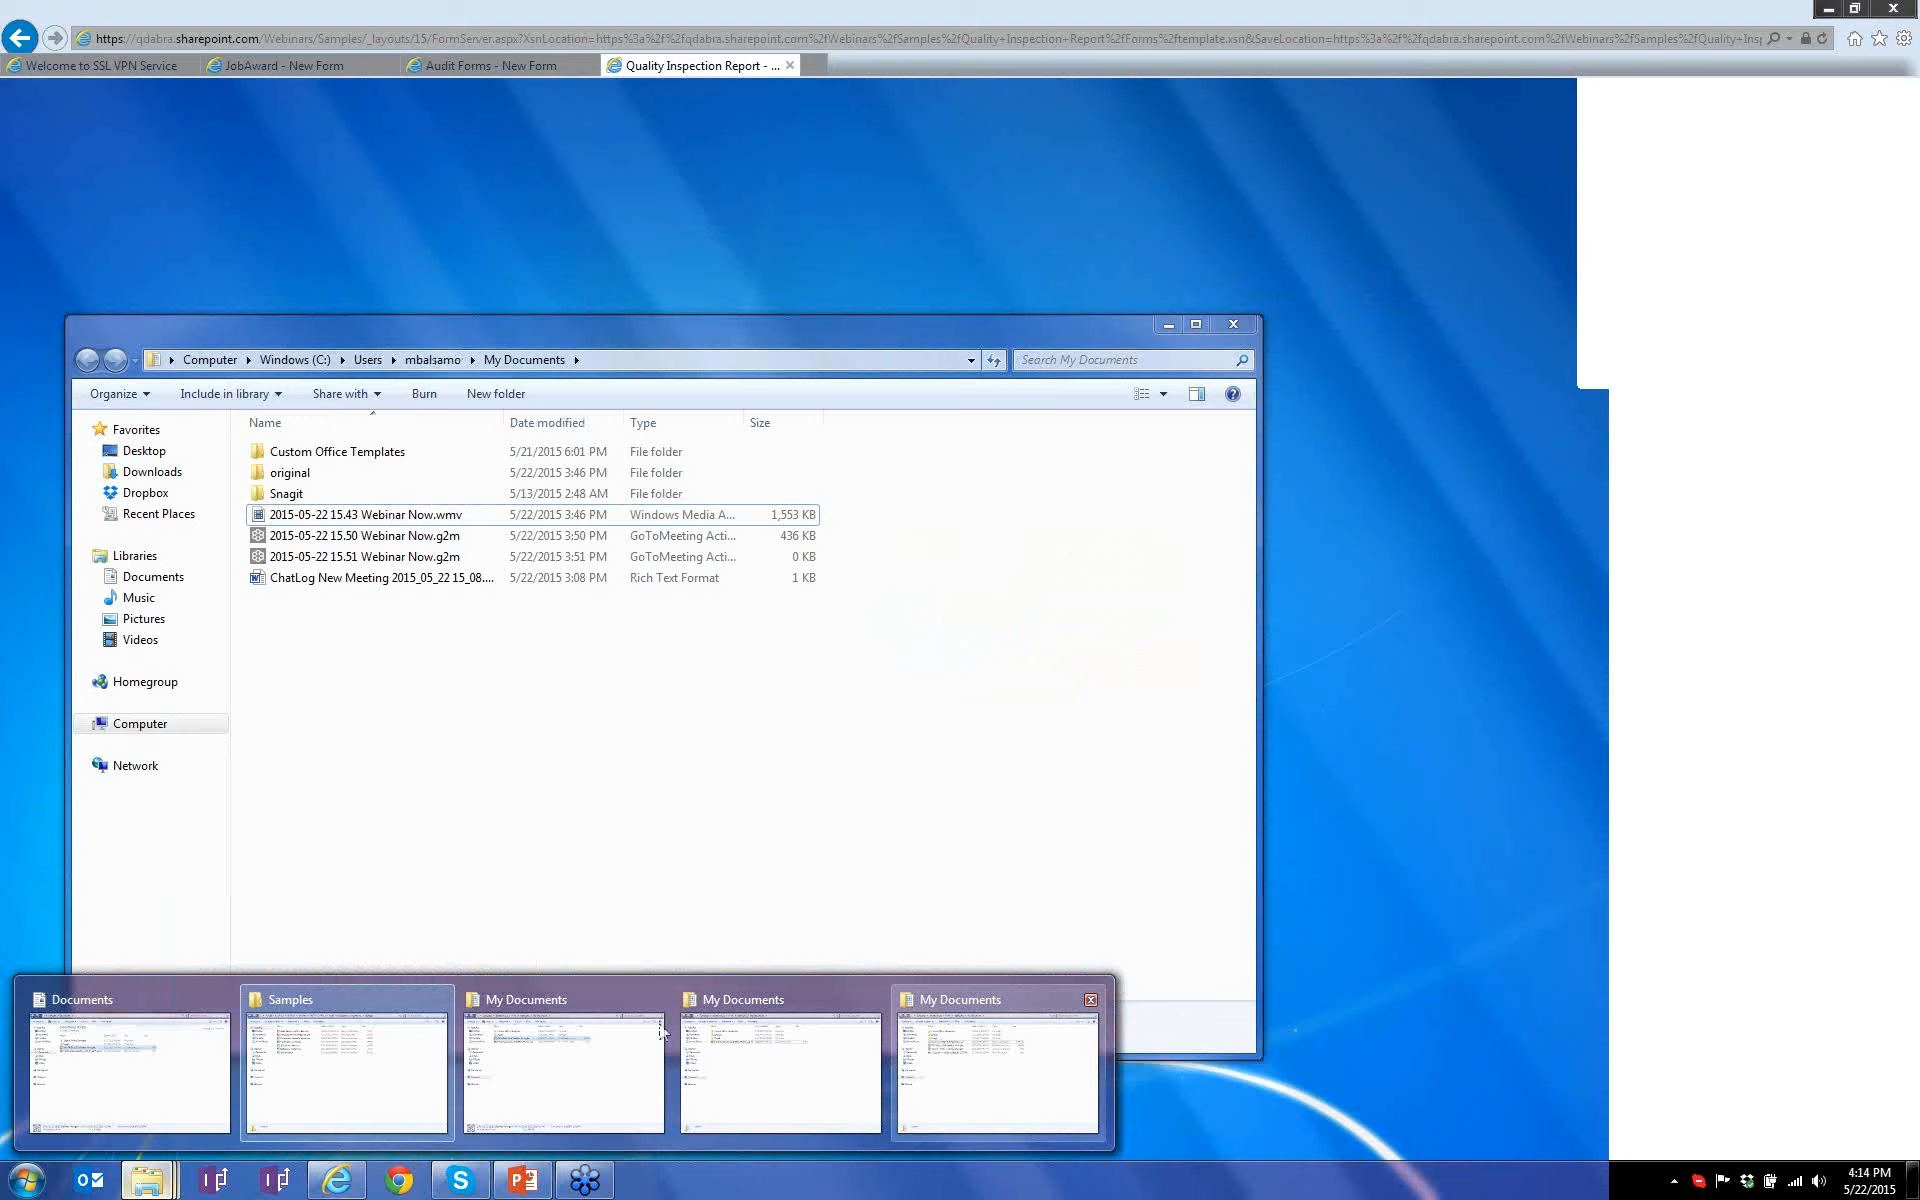 https://qdabra.sharepoint.com/Webinars/Samples/_layouts/15/FormServer.aspx?XsnLocation=https%3a%2f%2fqdabra.sharepoint.com%2fWebinars%2fSamples%2fQuality+Inspection+Report%2fForms%2ftemplate.xsn&SaveLocation=https%3a%2f%2fqdabra.sharepoint.com%2fWebinars%2fSamples%2fQuality+Insp
Welcome to SSL VPN Service
JobAward - New Form
Audit Forms - New Form
Quality Inspection Report - ...
Computer Windows (C:) Users mbalsamo My Documents
Search My Documents
Organize Include in library Share with Burn New folder
Name Date modified Type Size
Favorites
Desktop
Downloads
Dropbox
Recent Places
Libraries
Documents
Music
Pictures
Videos
Homegroup
Computer
Network
Custom Office Templates 5/21/2015 6:01 PM File folder
original 5/22/2015 3:46 PM File folder
Snagit 5/13/2015 2:48 AM File folder
2015-05-22 15.43 Webinar Now.wmv 5/22/2015 3:46 PM Windows Media A... 1,553 KB
2015-05-22 15.50 Webinar Now.g2m 5/22/2015 3:50 PM GoToMeeting Acti... 436 KB
2015-05-22 15.51 Webinar Now.g2m 5/22/2015 3:51 PM GoToMeeting Acti... 0 KB
ChatLog New Meeting 2015_05_22 15_08.... 5/22/2015 3:08 PM Rich Text Format 1 KB
Documents
Samples
My Documents
My Documents
My Documents
4:14 PM
5/22/2015